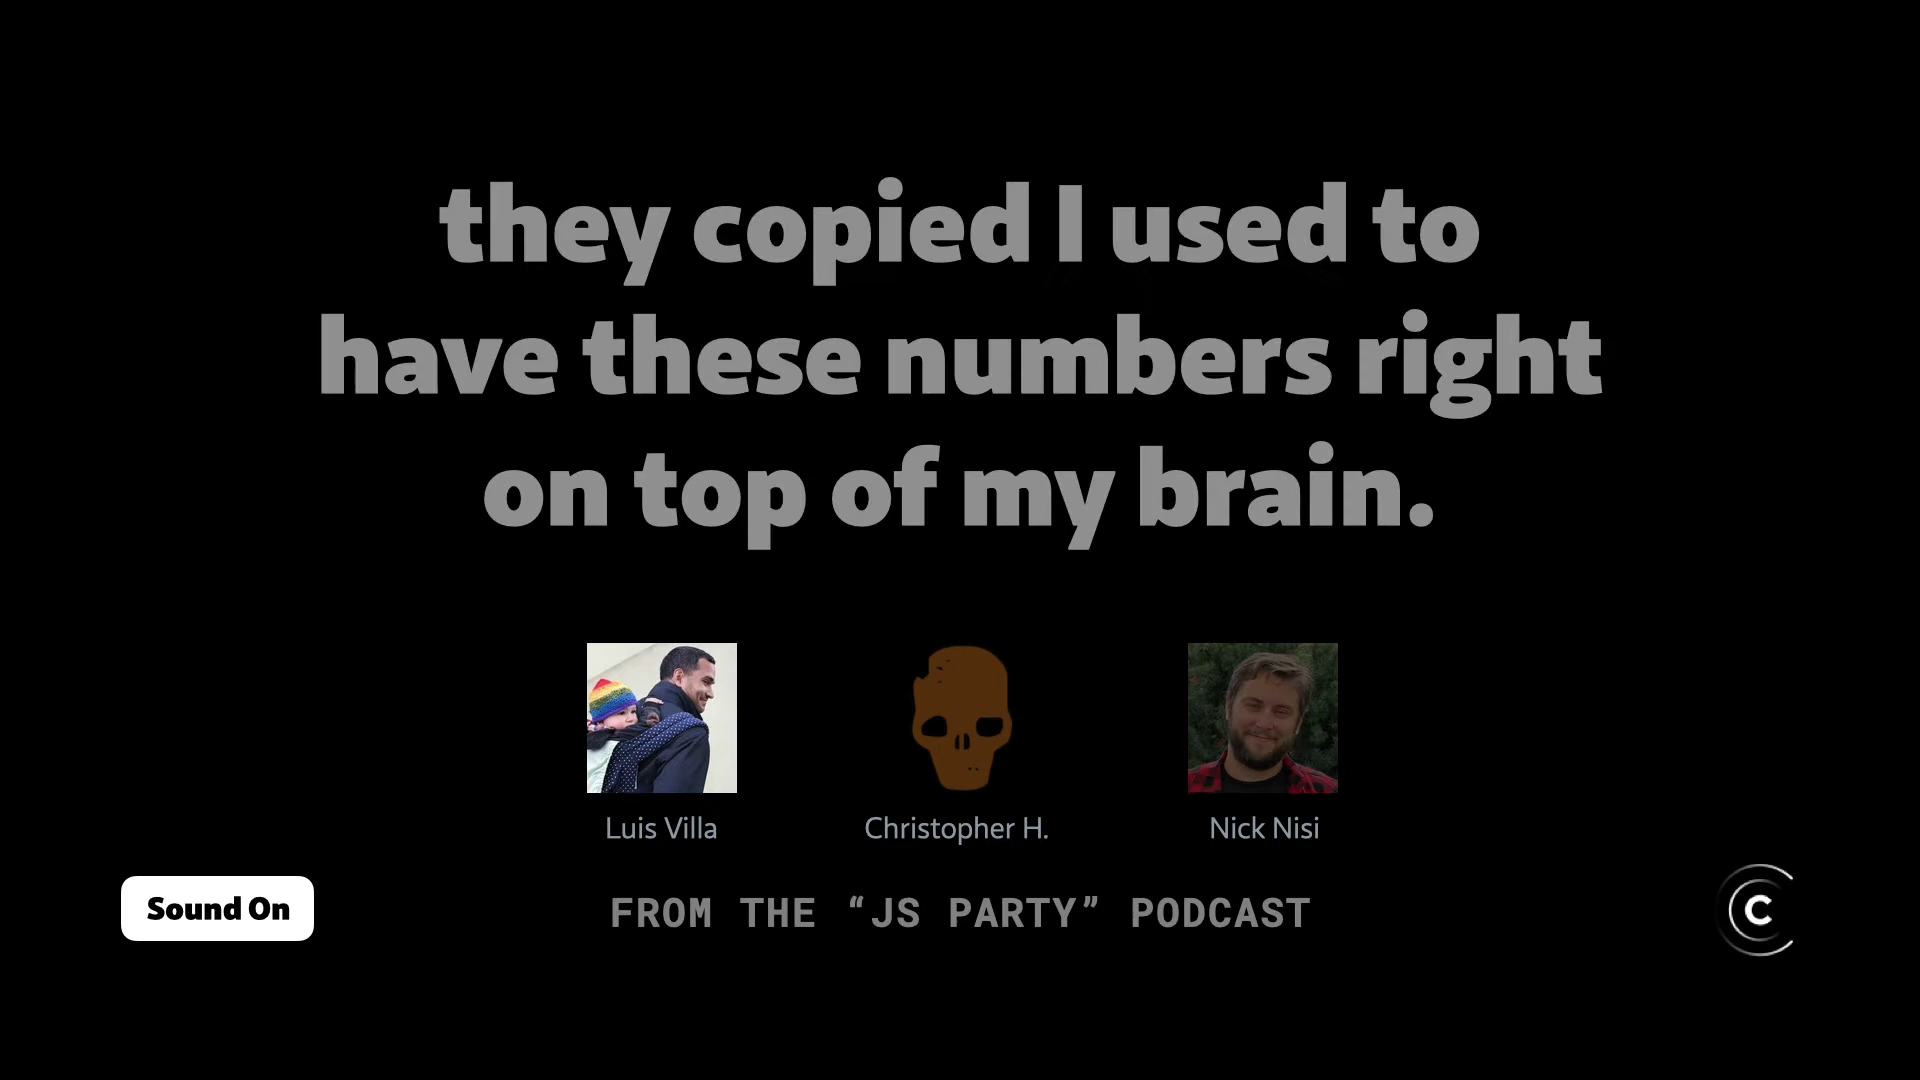 they copied I used to
have these numbers right
on top of my brain.
Luis Villa
Christopher H.
Nick Nisi
Sound On
FROM THE “JS PARTY” PODCAST
C